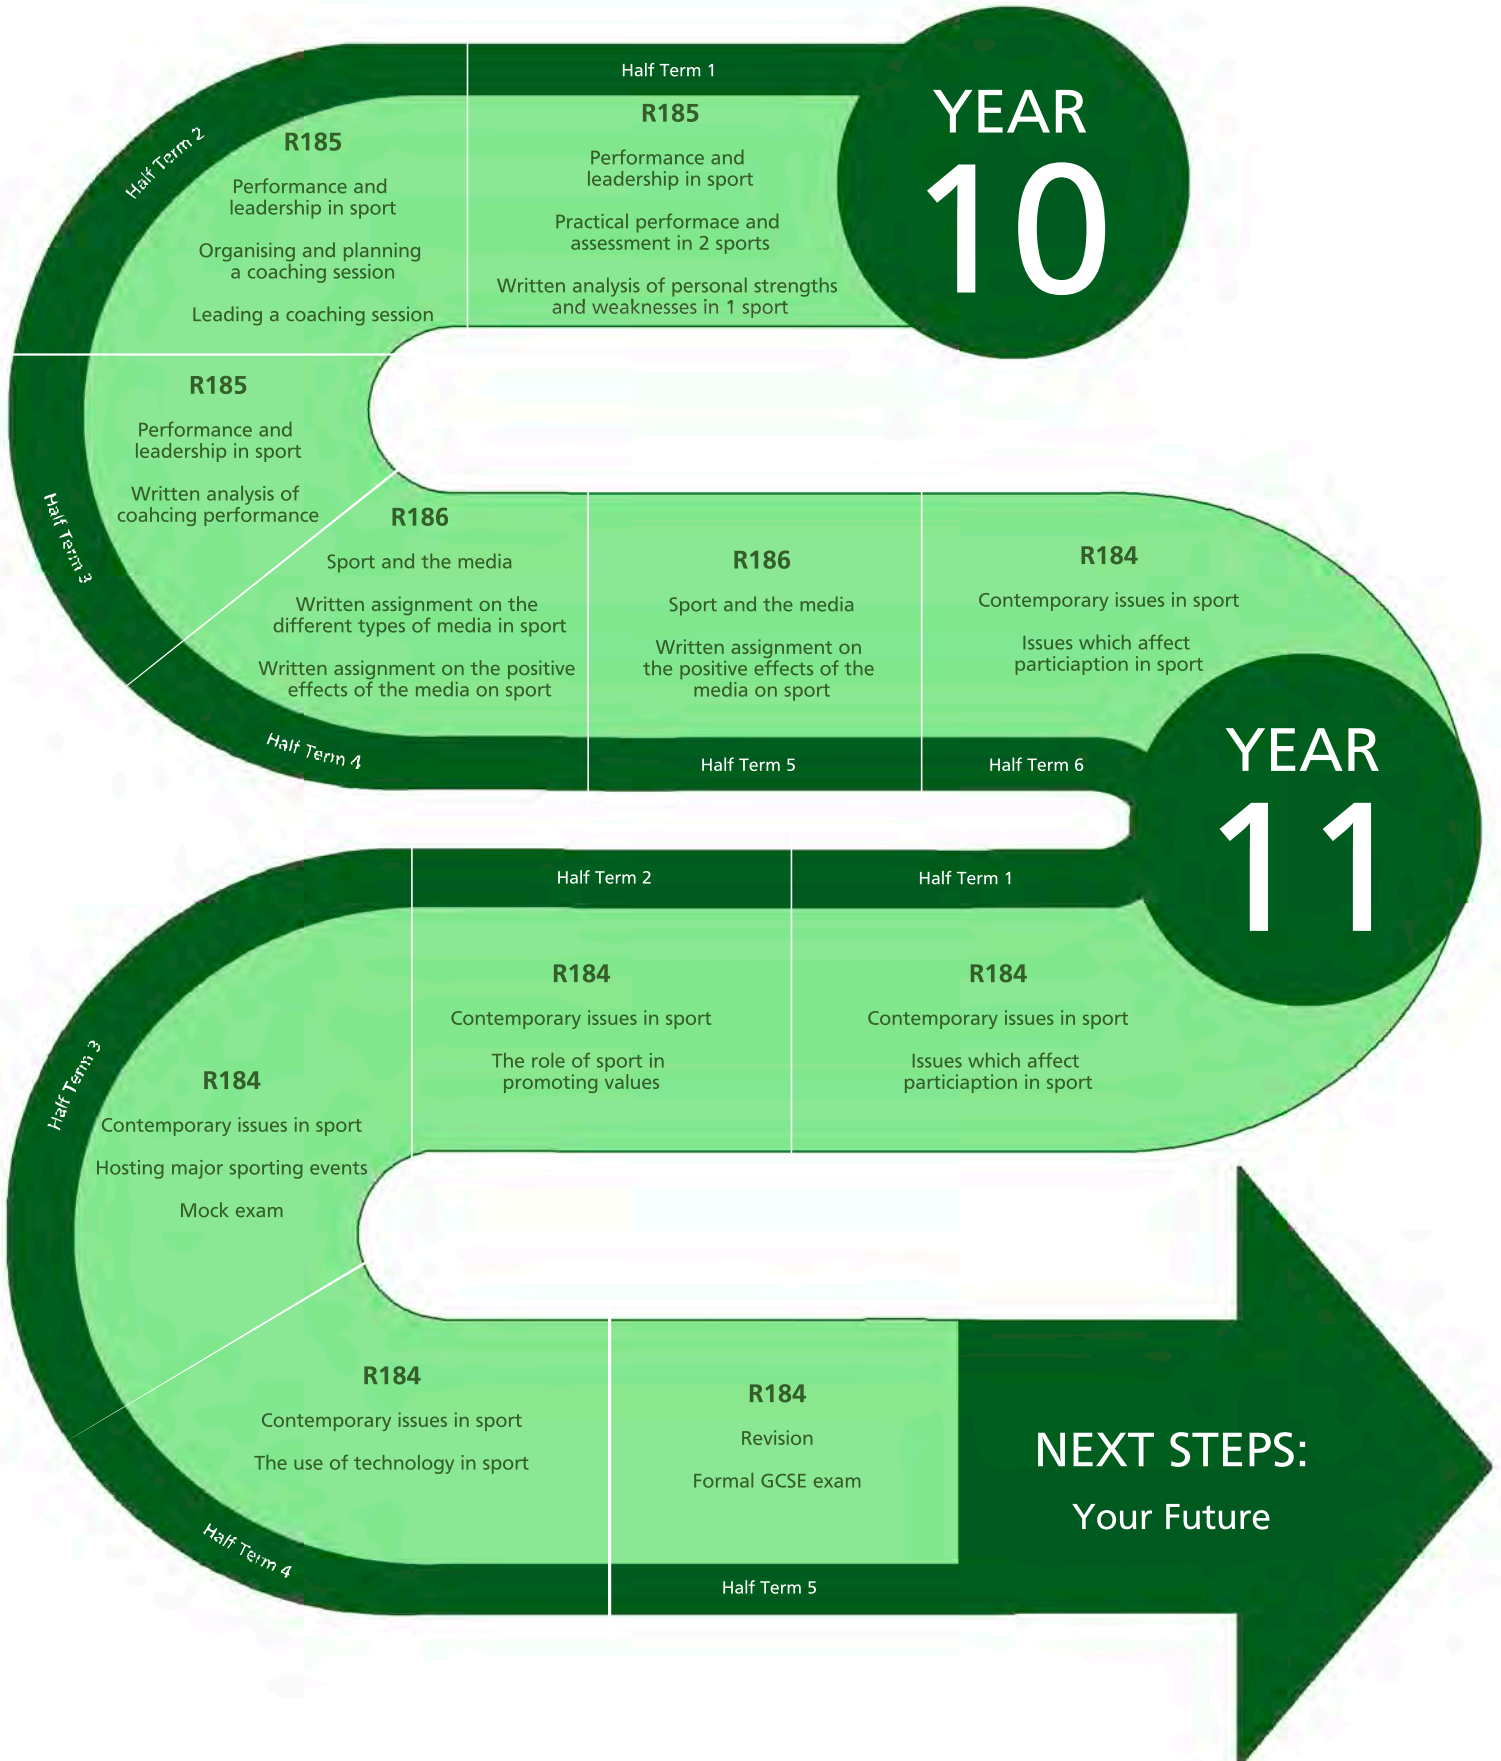 YEAR
10
Half Term 1
R185
Performance and
leadership in sport
Practical performace and
assessment in 2 sports
Written analysis of personal strengths
and weaknesses in 1 sport
Half Term 2
R185
Performance and
leadership in sport
Organising and planning
a coaching session
Leading a coaching session
Half Term 3
R185
Performance and
leadership in sport
Written analysis of
coahcing performance
Half Term 4
R186
Sport and the media
Written assignment on the
different types of media in sport
Written assignment on the positive
effects of the media on sport
Half Term 5
R186
Sport and the media
Written assignment on
the positive effects of the
media on sport
Half Term 6
R184
Contemporary issues in sport
Issues which affect
particiaption in sport
YEAR
11
Half Term 1
R184
Contemporary issues in sport
Issues which affect
particiaption in sport
Half Term 2
R184
Contemporary issues in sport
The role of sport in
promoting values
Half Term 3
R184
Contemporary issues in sport
Hosting major sporting events
Mock exam
Half Term 4
R184
Contemporary issues in sport
The use of technology in sport
Half Term 5
R184
Revision
Formal GCSE exam
NEXT STEPS:
Your Future